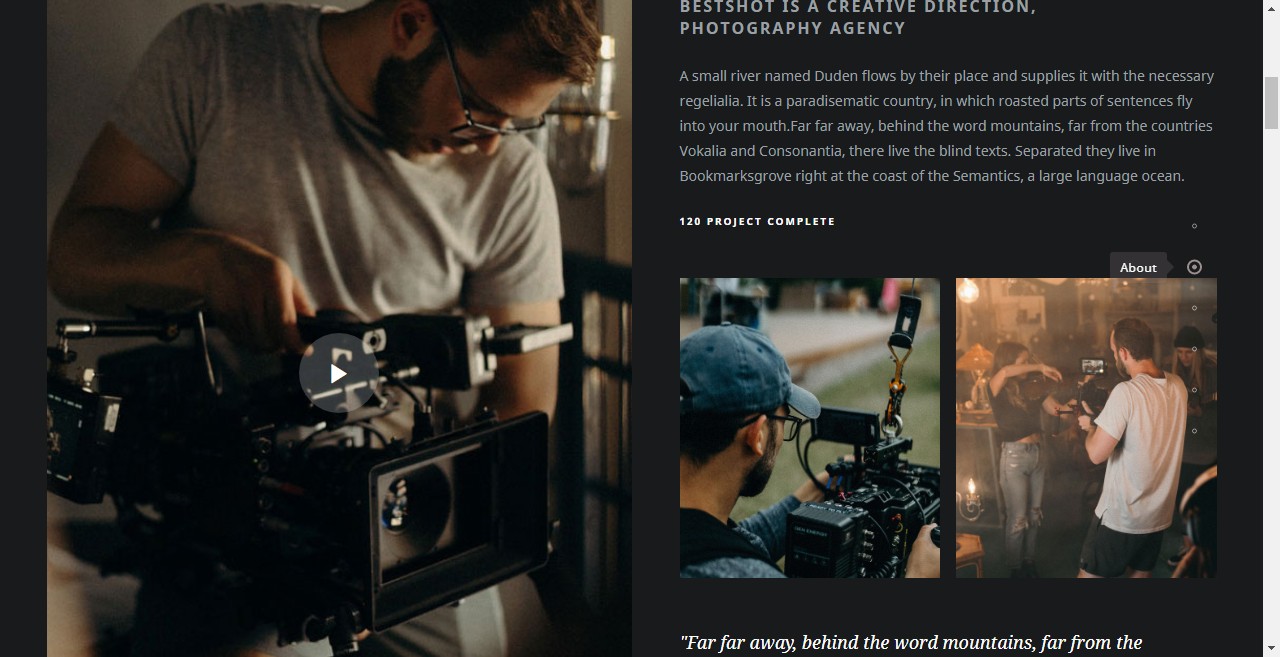 BESTSHOT IS A CREATIVE DIRECTION,
PHOTOGRAPHY AGENCY
A small river named Duden flows by their place and supplies it with the necessary
regelialia. It is a paradisematic country, in which roasted parts of sentences fly
into your mouth.Far far away, behind the word mountains, far from the countries
Vokalia and Consonantia, there live the blind texts. Separated they live in
Bookmarksgrove right at the coast of the Semantics, a large language ocean.
120 PROJECT COMPLETE
About
"Far far away, behind the word mountains, far from the